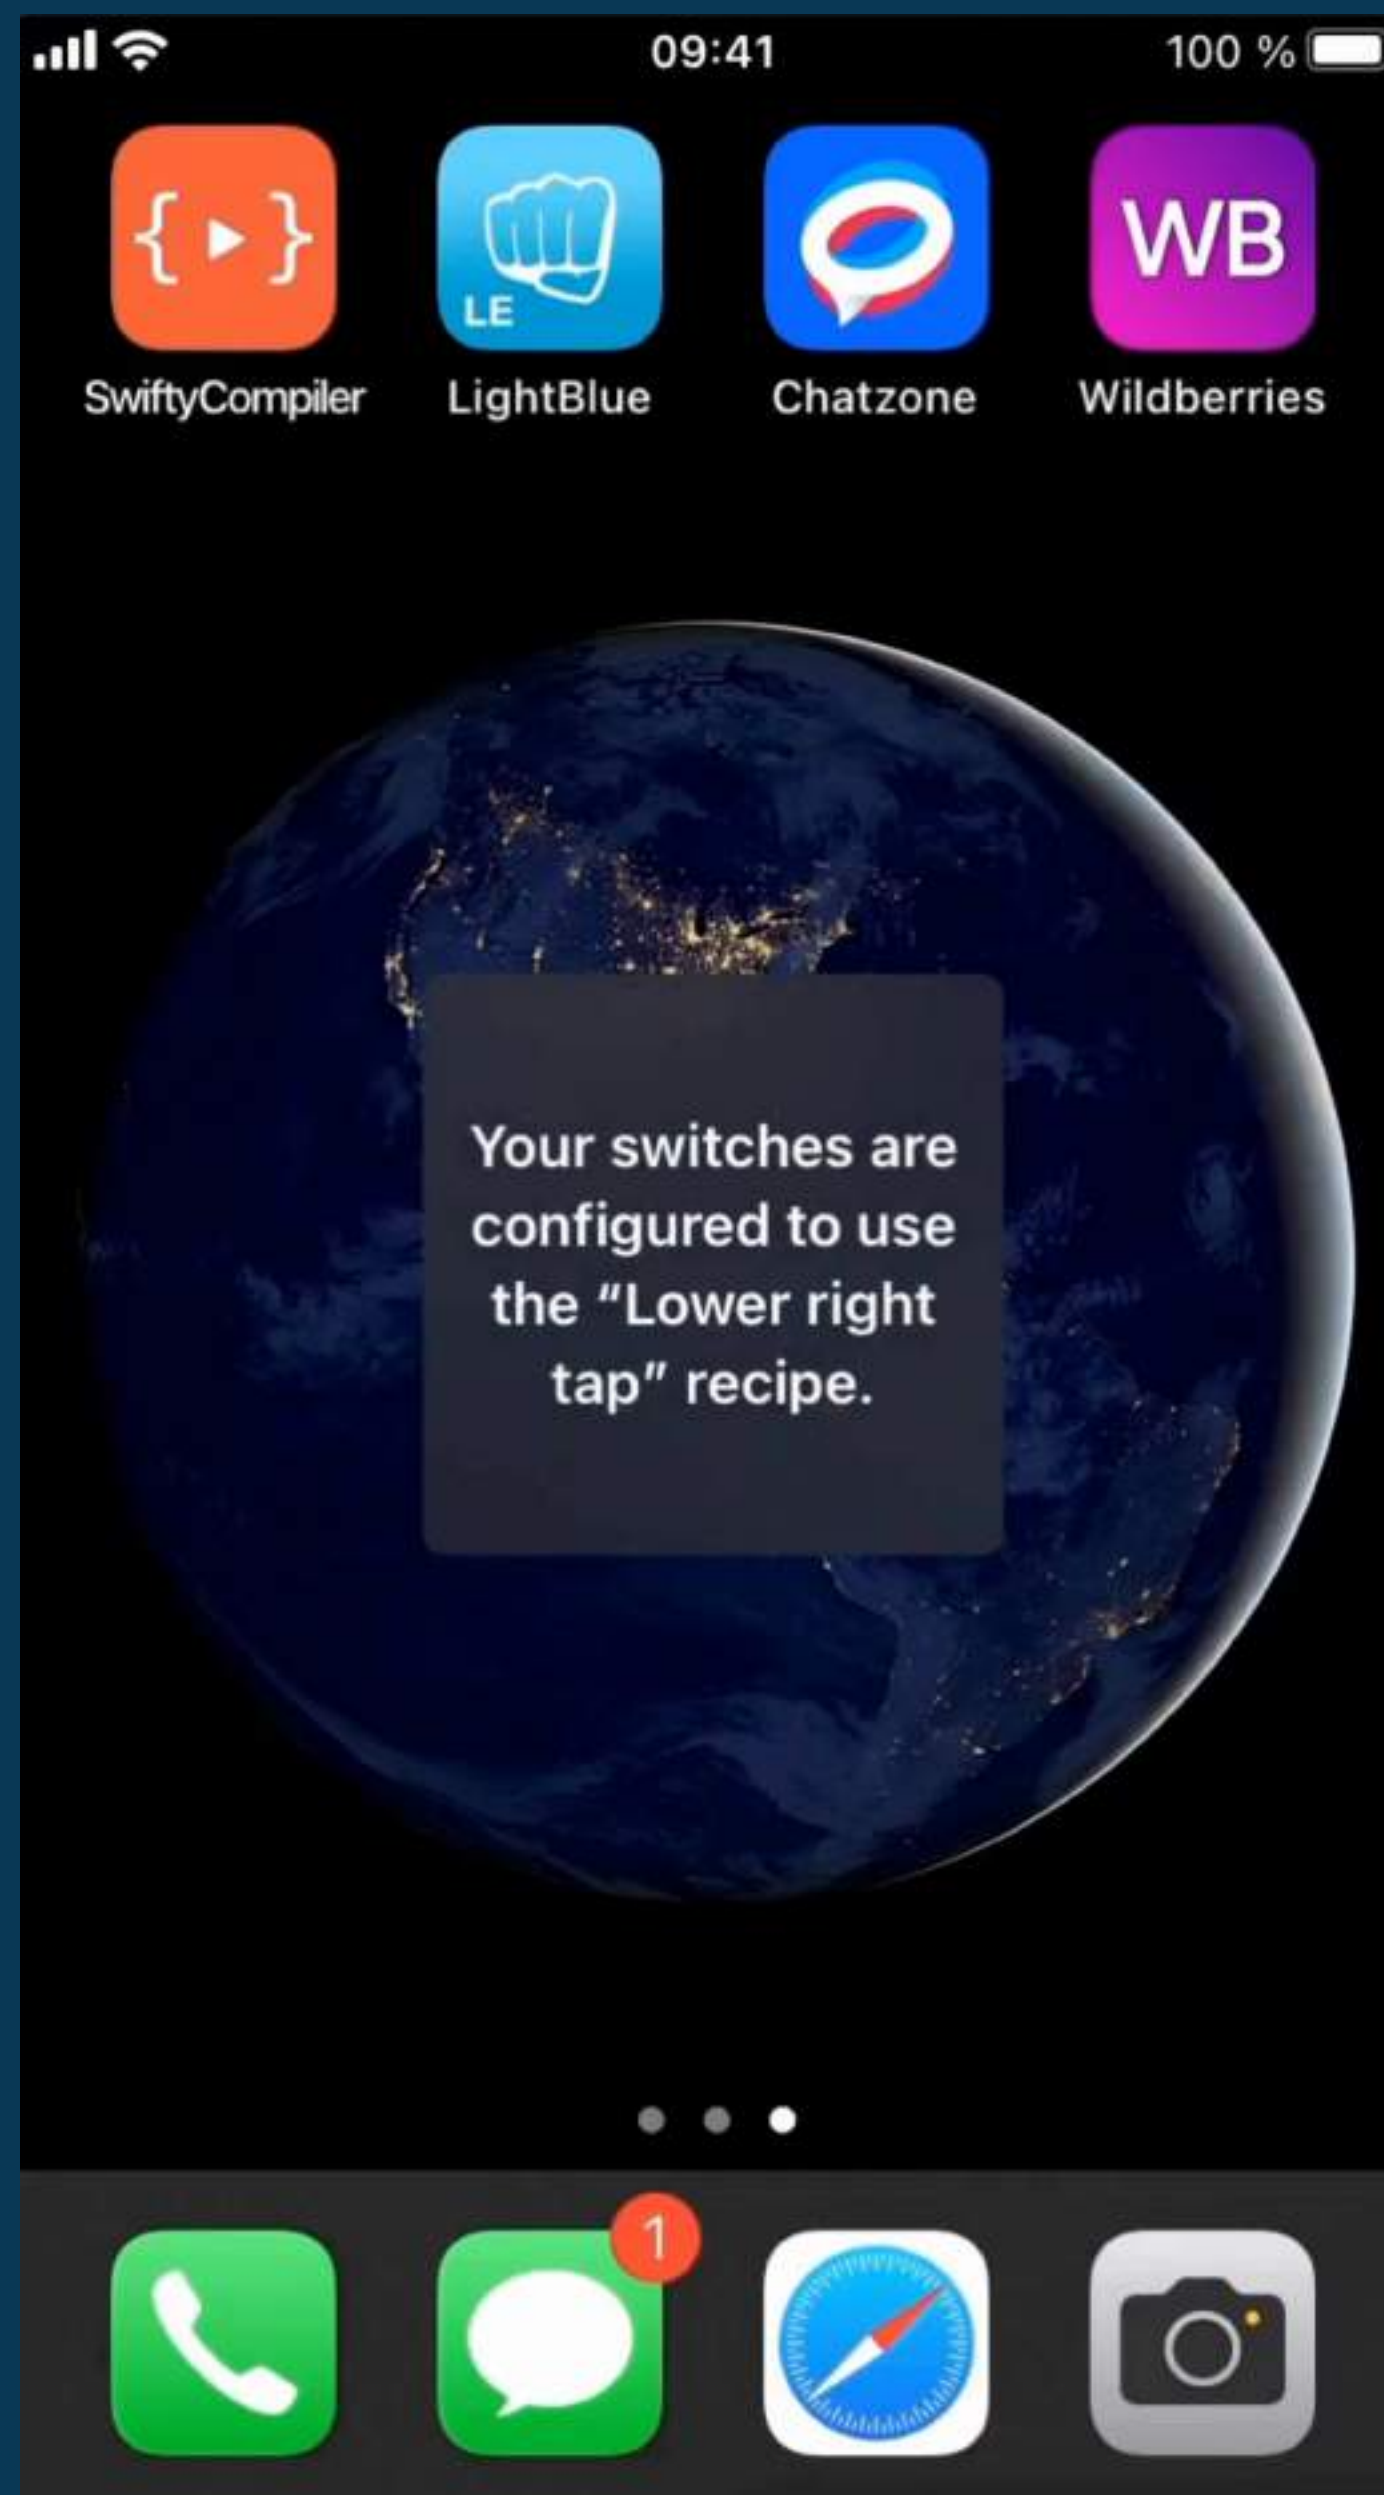 09:41
100 %
WB
LE
SwiftyCompiler
LightBlue
Chatzone
Wildberries
Your switches are
configured to use
the “Lower right
tap” recipe.
1